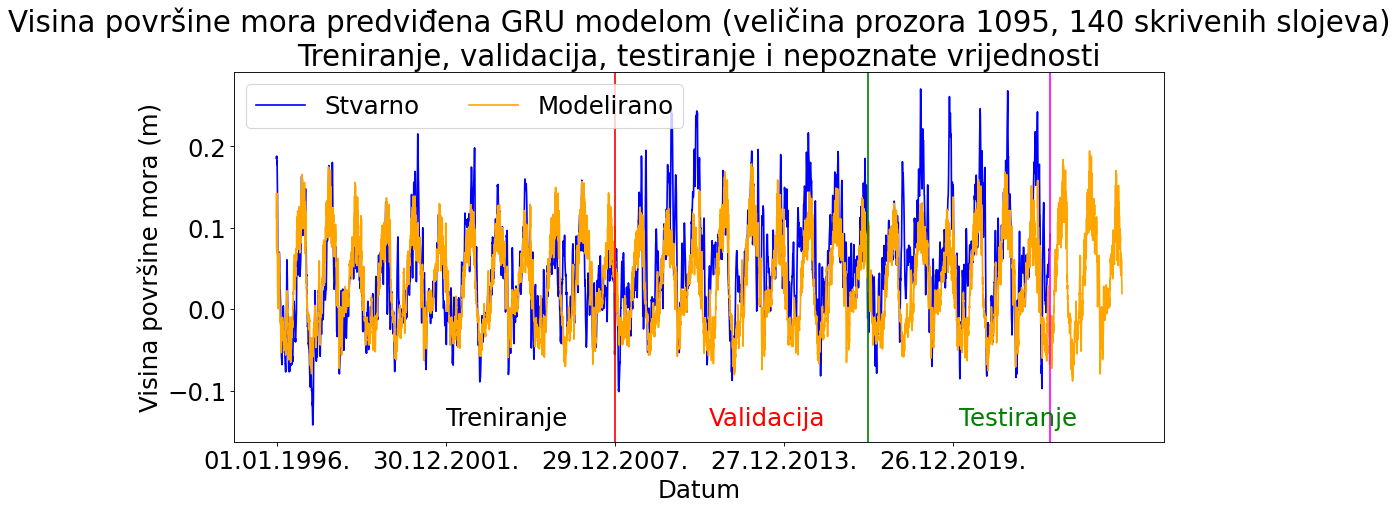 Visina površine mora predviđena GRU modelom (veličina prozora 1095, 140 skrivenih slojeva)
Treniranje, validacija, testiranje i nepoznate vrijednosti
Stvarno
Modelirano
Visina površine mora (m)
0.2
0.1
0.0
−0.1
Treniranje
Validacija
Testiranje
01.01.1996.
30.12.2001.
29.12.2007.
27.12.2013.
26.12.2019.
Datum